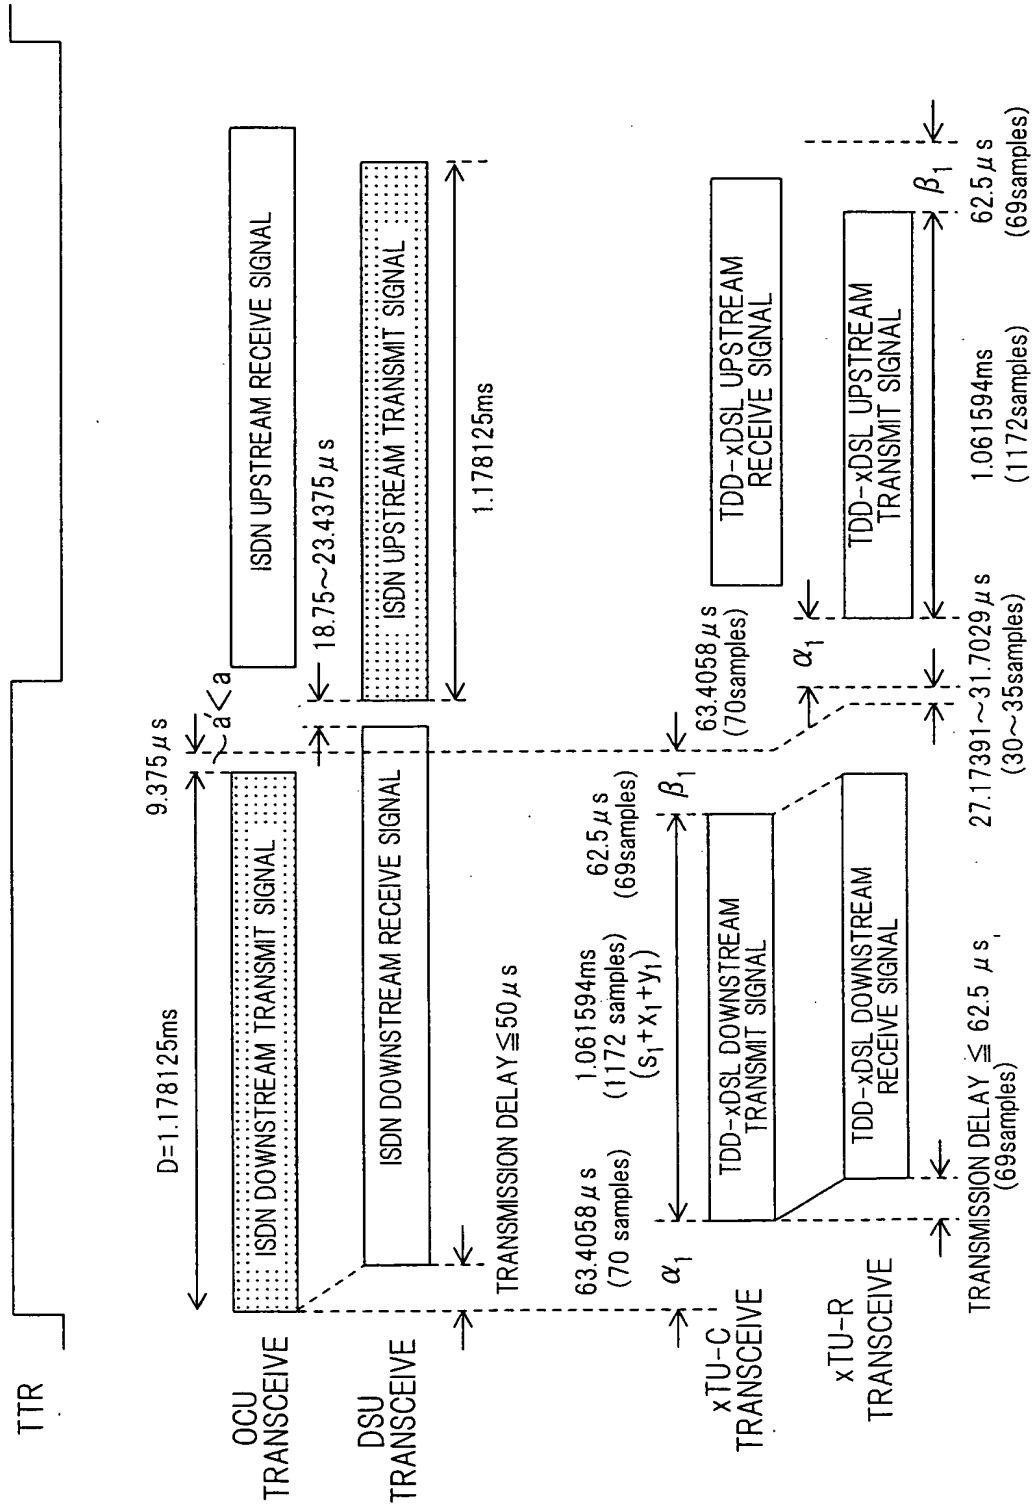 TTR
OCU
TRANSCEIVE
D=1.178125ms
9.375μs
a'<a
ISDN DOWNSTREAM TRANSMIT SIGNAL
ISDN UPSTREAM RECEIVE SIGNAL
DSU
TRANSCEIVE
18.75~23.4375μs
ISDN DOWNSTREAM RECEIVE SIGNAL
ISDN UPSTREAM TRANSMIT SIGNAL
TRANSMISSION DELAY≦50μs
1.178125ms
63.4058μs
(70 samples)
α1
1.061594ms
(1172 samples)
(s1+x1+y1)
62.5μs
(69samples)
β1
63.4058μs
(70samples)
α1
xTU-C
TRANSCEIVE
TDD-xDSL DOWNSTREAM
TRANSMIT SIGNAL
TDD-xDSL UPSTREAM
RECEIVE SIGNAL
xTU-R
TRANSCEIVE
TDD-xDSL DOWNSTREAM
RECEIVE SIGNAL
TDD-xDSL UPSTREAM
TRANSMIT SIGNAL
β1
TRANSMISSION DELAY ≦ 62.5 μs
(69samples)
27.17391~31.7029μs
(30~35samples)
1.061594ms
(1172samples)
62.5μs
(69samples)